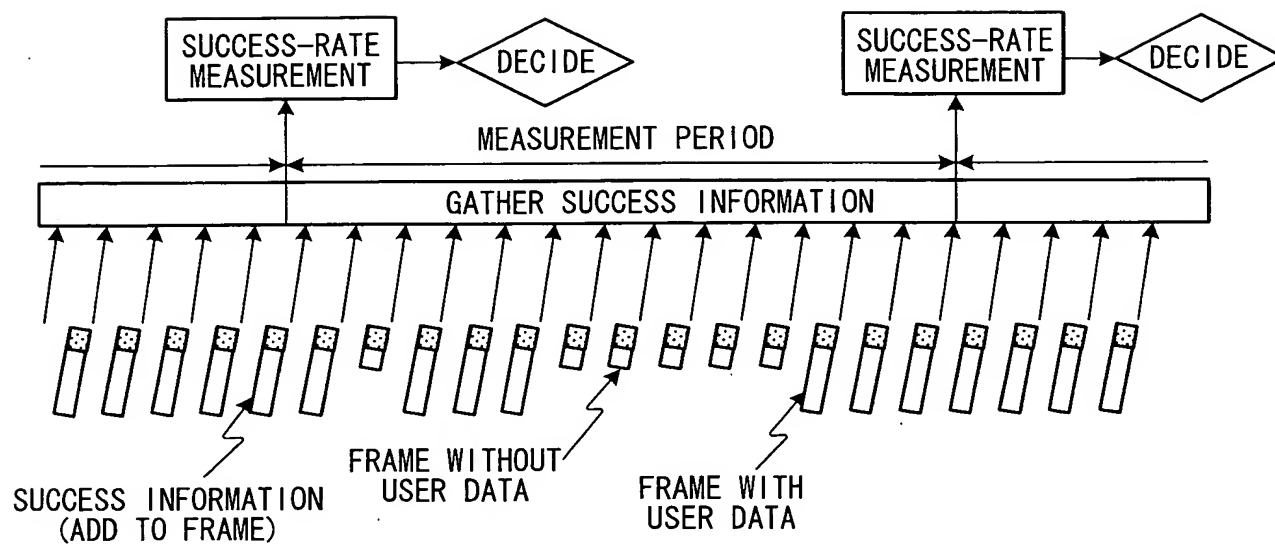 SUCCESS-RATE
MEASUREMENT
DECIDE
SUCCESS-RATE
MEASUREMENT
DECIDE
MEASUREMENT PERIOD
GATHER SUCCESS INFORMATION
FRAME WITHOUT
USER DATA
FRAME WITH
USER DATA
SUCCESS INFORMATION
(ADD TO FRAME)